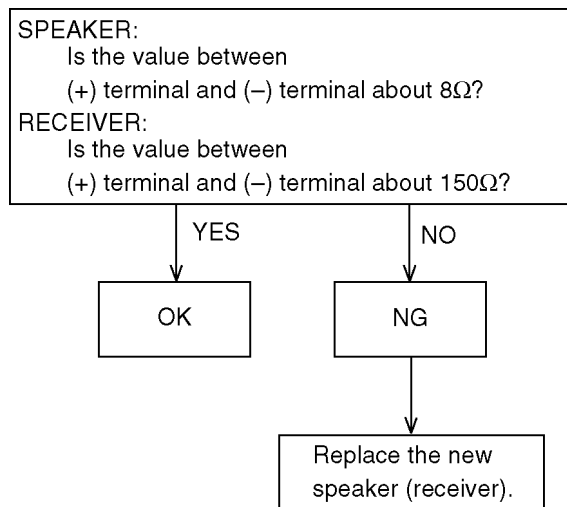 SPEAKER:
Is the value between
(+) terminal and (–) terminal about 8Ω?
RECEIVER:
Is the value between
(+) terminal and (–) terminal about 150Ω?
YES
NO
OK
NG
Replace the new
speaker (receiver).